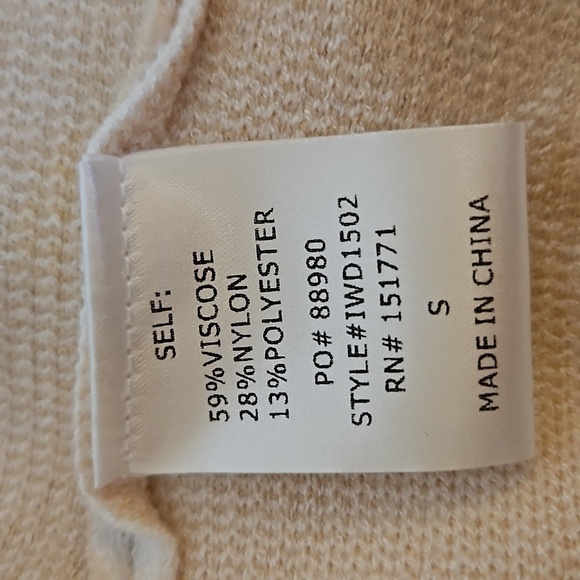 SELF:
59%VISCOSE
28%NYLON
13%POLYESTER
PO# 88980
STYLE#IWD1502
RN# 151771
S
MADE IN CHINA